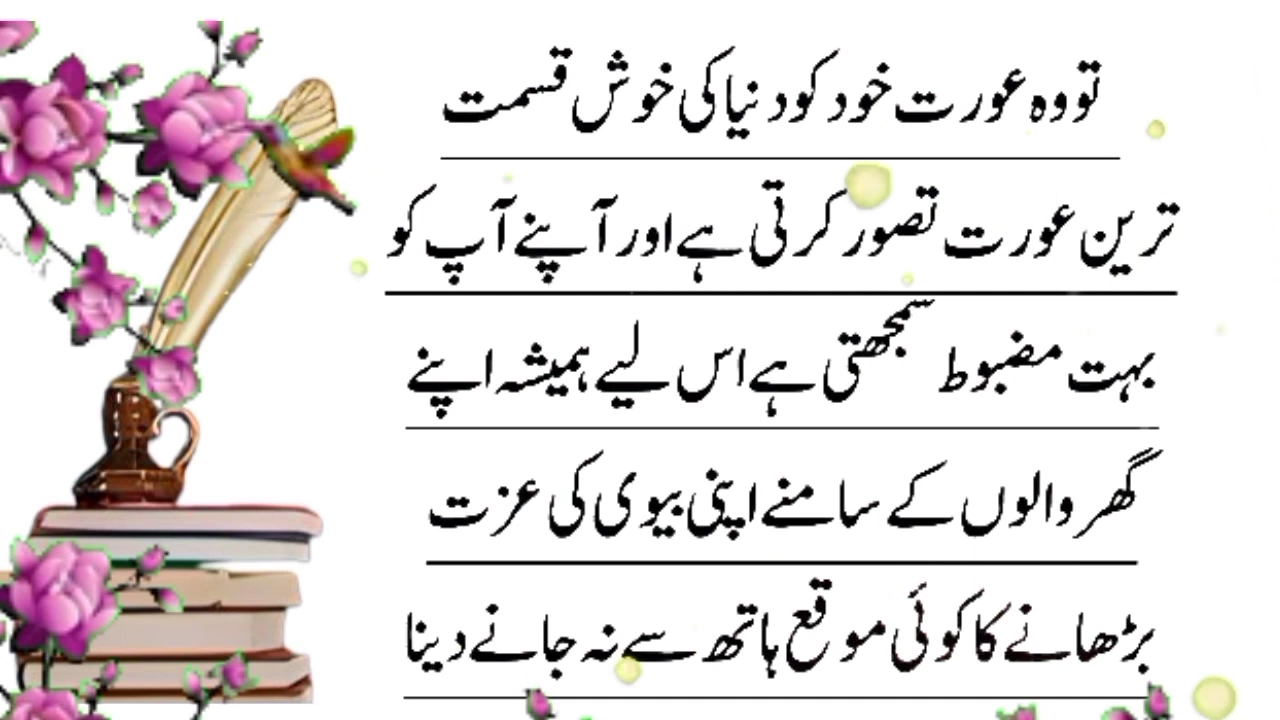 تو وہ عورت خود کو دنیا کی خوش قسمت
ترین عورت تصور کرتی ہے اور آپنے آپ کو
بہت مضبوط سمجھتی ہے اس لیے ہمیشہ اپنے
گھر والوں کے سامنے اپنی بیوی کی عزت
بڑھانے کا کوئی موقع ہاتھ سے نہ جانے دینا